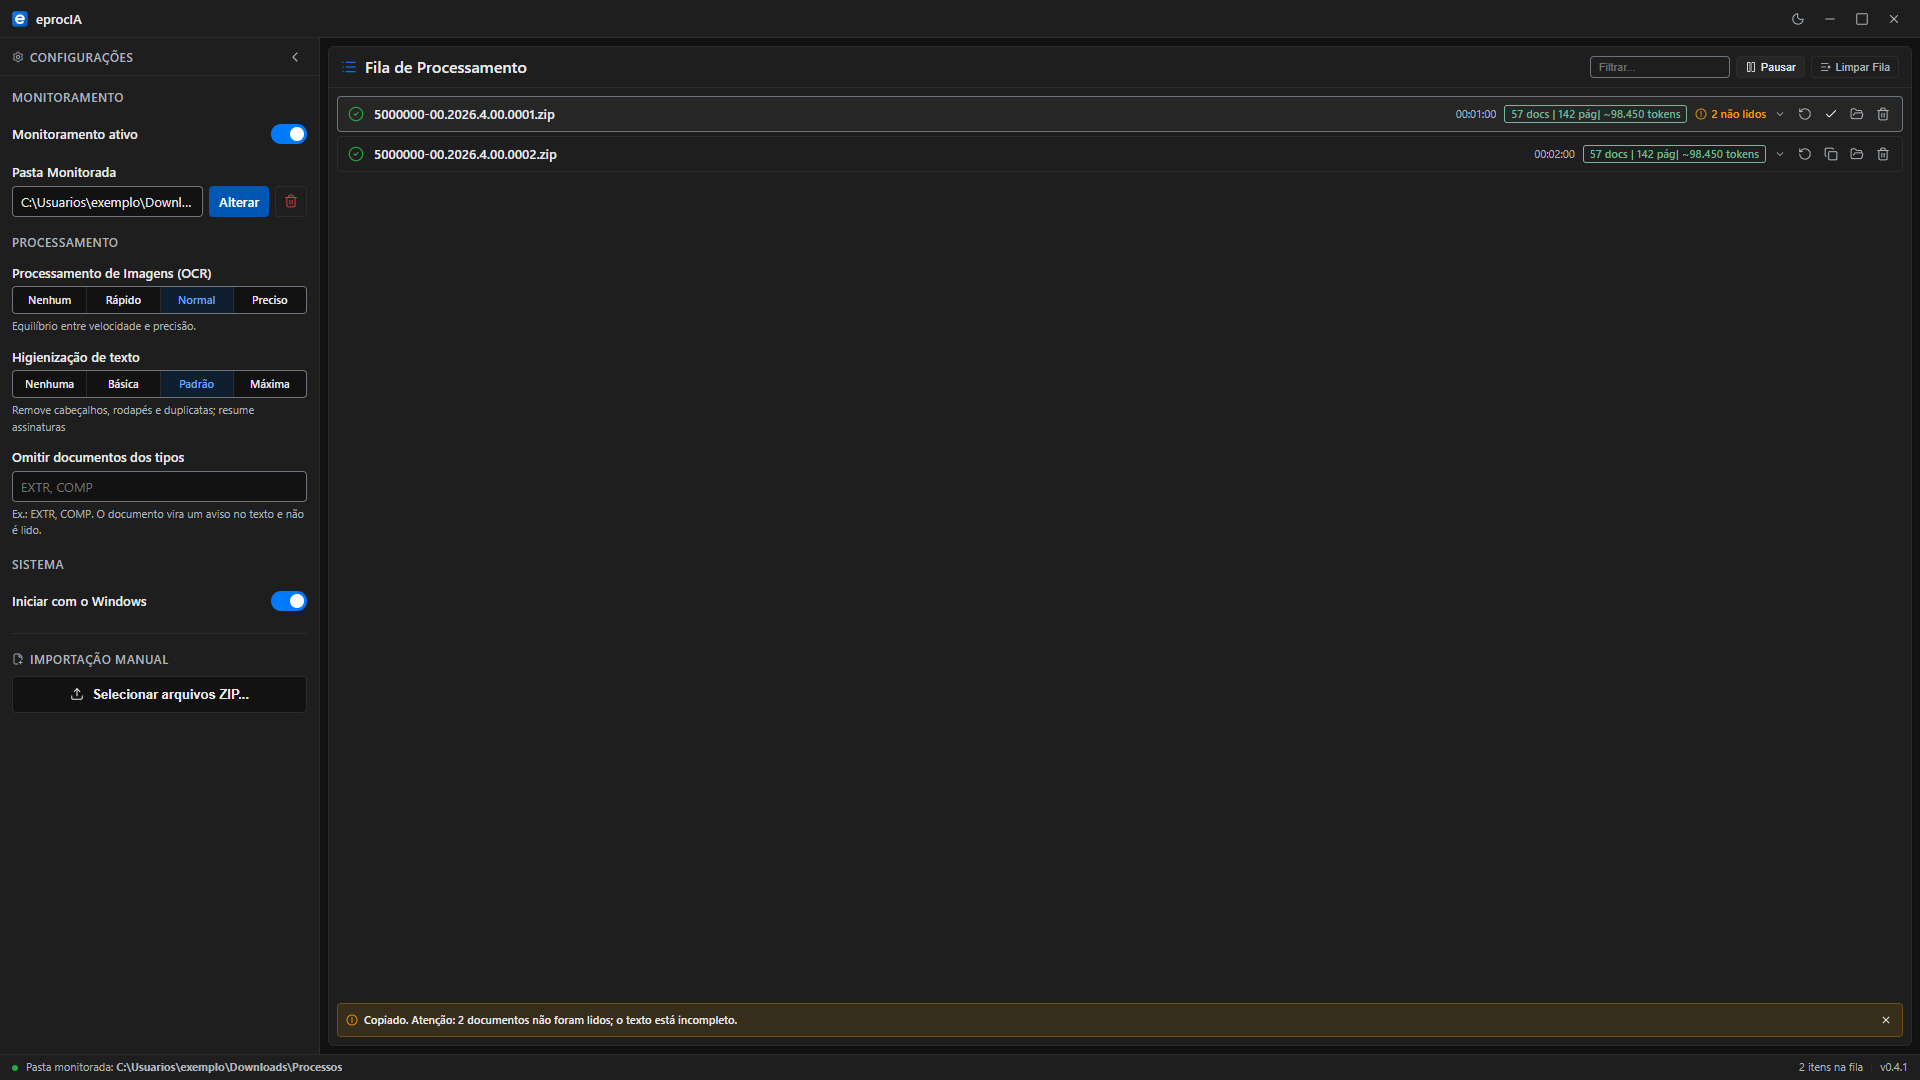 eprocIA
CONFIGURAÇÕES
MONITORAMENTO
Monitoramento ativo
Pasta Monitorada
C:\Usuarios\exemplo\Downl...
Alterar
PROCESSAMENTO
Processamento de Imagens (OCR)
Nenhum Rápido Normal Preciso
Equilíbrio entre velocidade e precisão.
Higienização de texto
Nenhuma Básica Padrão Máxima
Remove cabeçalhos, rodapés e duplicatas; resume
assinaturas
Omitir documentos dos tipos
EXTR, COMP
Ex.: EXTR, COMP. O documento vira um aviso no texto e não
é lido.
SISTEMA
Iniciar com o Windows
IMPORTAÇÃO MANUAL
Selecionar arquivos ZIP...
Fila de Processamento
Filtrar...
Pausar
Limpar Fila
5000000-00.2026.4.00.0001.zip 00:01:00 57 docs | 142 pág| ~98.450 tokens 2 não lidos
5000000-00.2026.4.00.0002.zip 00:02:00 57 docs | 142 pág| ~98.450 tokens
Copiado. Atenção: 2 documentos não foram lidos; o texto está incompleto.
Pasta monitorada: C:\Usuarios\exemplo\Downloads\Processos
2 itens na fila
v0.4.1